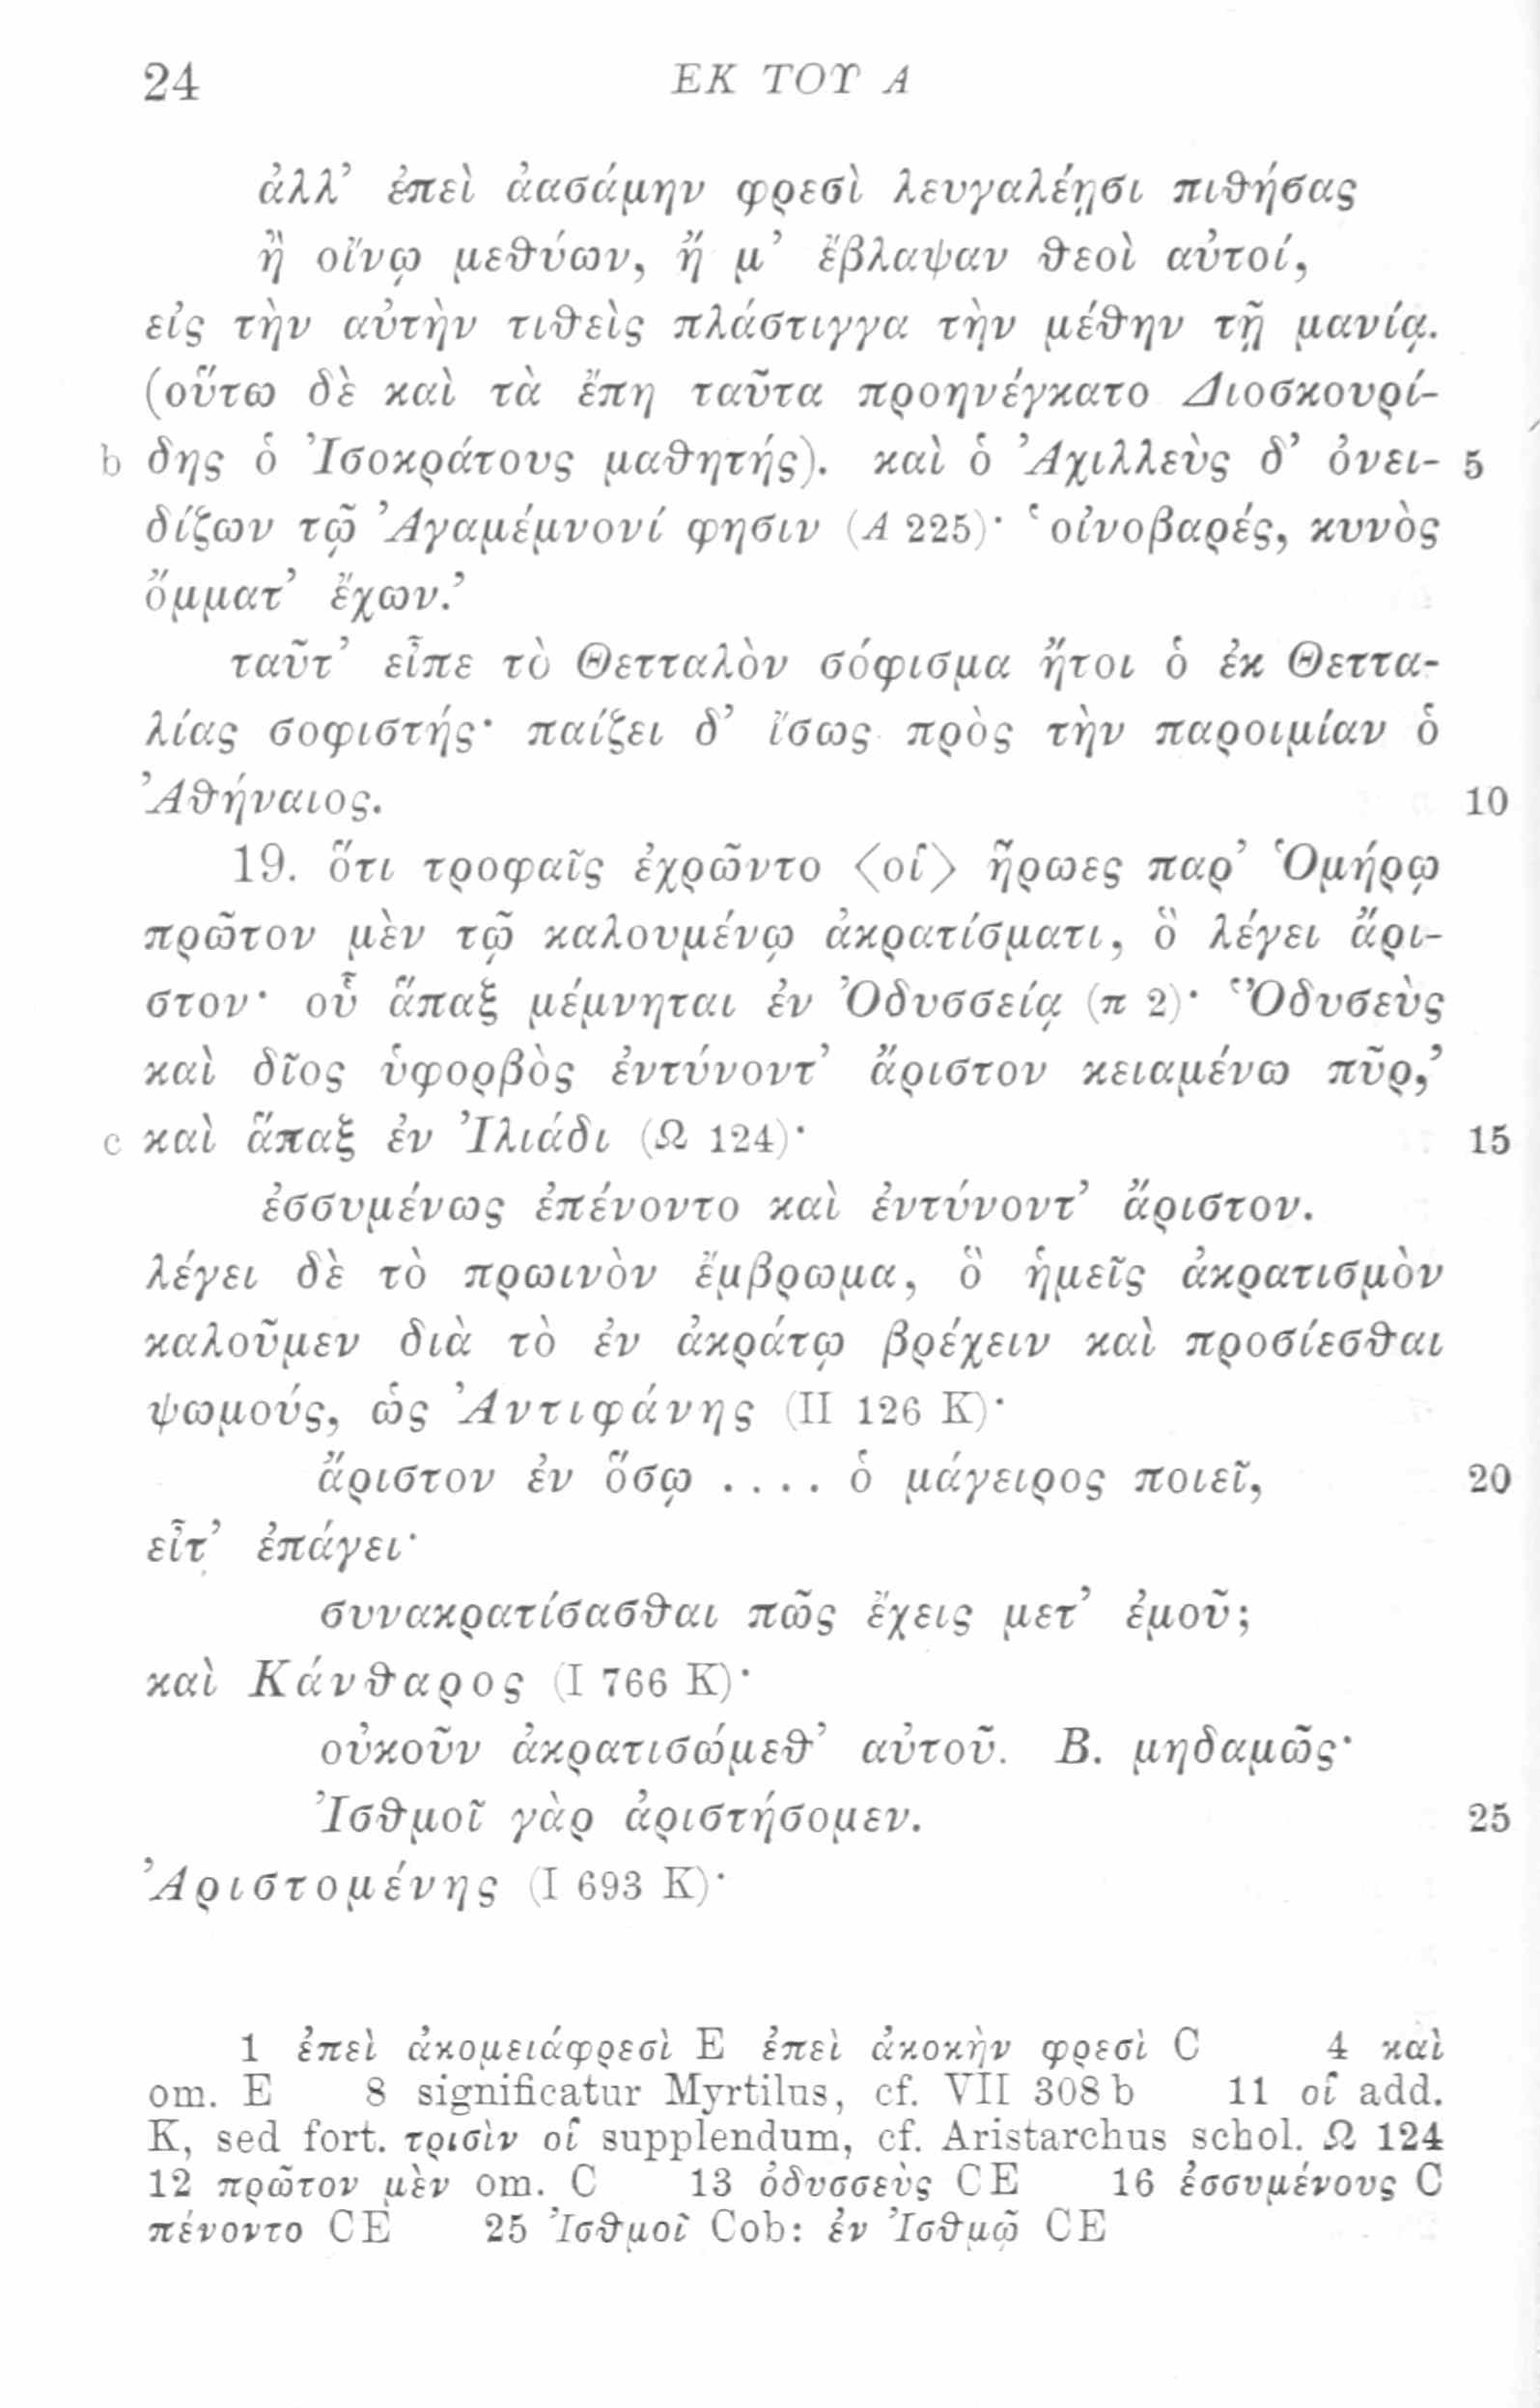 24 ΕΚ ΤΟΥ Α
ἀλλ’ ἐπεὶ ἀασάμην φρεσὶ λευγαλέῃσι πιθήσας
ἢ οἴνῳ μεθύων, ἤ μ’ ἔβλαψαν θεοὶ αὐτοί,
εἰς τὴν αὐτὴν τιθεὶς πλάστιγγα τὴν μέθην τῇ μανίᾳ.
(οὕτω δὲ καὶ τὰ ἔπη ταῦτα προηνέγκατο Διοσκουρί-
b δης ὁ Ἰσοκράτους μαθητής). καὶ ὁ Ἀχιλλεὺς δ’ ὀνει- 5
δίζων τῷ Ἀγαμέμνονί φησιν (Α 225)· ‘οἰνοβαρές, κυνὸς
ὄμματ’ ἔχων.’
ταῦτ’ εἶπε τὸ Θετταλὸν σόφισμα ἤτοι ὁ ἐκ Θεττα-
λίας σοφιστής· παίζει δ’ ἴσως πρὸς τὴν παροιμίαν ὁ
Ἀθήναιος. 10
19. ὅτι τροφαῖς ἐχρῶντο <οἱ> ἥρωες παρ’ Ὁμήρῳ
πρῶτον μὲν τῷ καλουμένῳ ἀκρατίσματι, ὃ λέγει ἄρι-
στον· οὗ ἅπαξ μέμνηται ἐν Ὀδυσσείᾳ (π 2)· ‘Ὀδυσεὺς
καὶ δῖος ὑφορβὸς ἐντύνοντ’ ἄριστον κειαμένω πῦρ,’
c καὶ ἅπαξ ἐν Ἰλιάδι (Ω 124)· 15
ἐσσυμένως ἐπένοντο καὶ ἐντύνοντ’ ἄριστον.
λέγει δὲ τὸ πρωινὸν ἔμβρωμα, ὃ ἡμεῖς ἀκρατισμὸν
καλοῦμεν διὰ τὸ ἐν ἀκράτῳ βρέχειν καὶ προσίεσθαι
ψωμούς, ὡς Ἀντιφάνης (II 126 K)·
ἄριστον ἐν ὅσῳ .... ὁ μάγειρος ποιεῖ, 20
εἶτ’ ἐπάγει·
συνακρατίσασθαι πῶς ἔχεις μετ’ ἐμοῦ;
καὶ Κάνθαρος (I 766 K)·
οὐκοῦν ἀκρατισώμεθ’ αὐτοῦ. Β. μηδαμῶς·
Ἰσθμοῖ γὰρ ἀριστήσομεν. 25
Ἀριστομένης (I 693 K)·
1 ἐπεὶ ἀκομειάφρεσὶ E ἐπεὶ ἀκοκὴν φρεσὶ C 4 καὶ
om. E 8 significatur Myrtilus, cf. VII 308 b 11 οἱ add.
K, sed fort. τρισὶν οἱ supplendum, cf. Aristarchus schol. Ω 124
12 πρῶτον μὲν om. C 13 ὀδυσσεὺς CE 16 ἐσσυμένους C
πένοντο CE 25 Ἰσθμοῖ Cob: ἐν Ἰσθμῷ CE